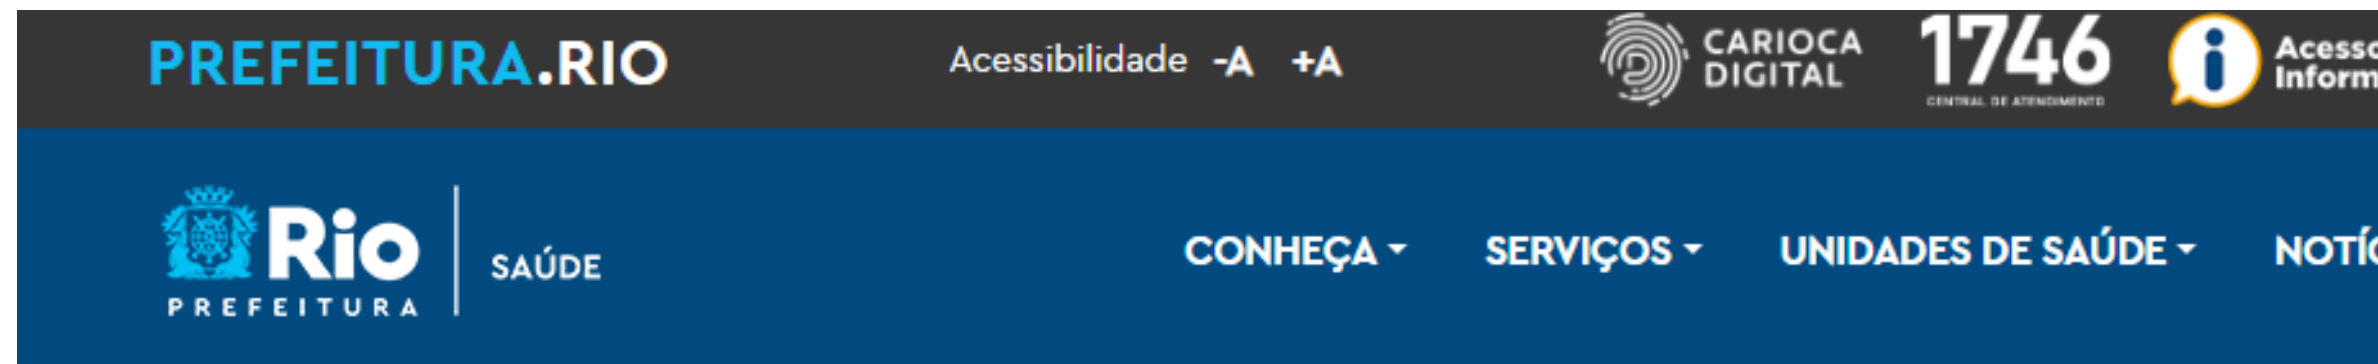 PREFEITURA.RIO
Acessibilidade -A +A
CARIOCA
DIGITAL
1746
CENTRAL DE ATENDIMENTO
Rio
PREFEITURA
SAÚDE
CONHEÇA
SERVIÇOS
UNIDADES DE SAÚDE